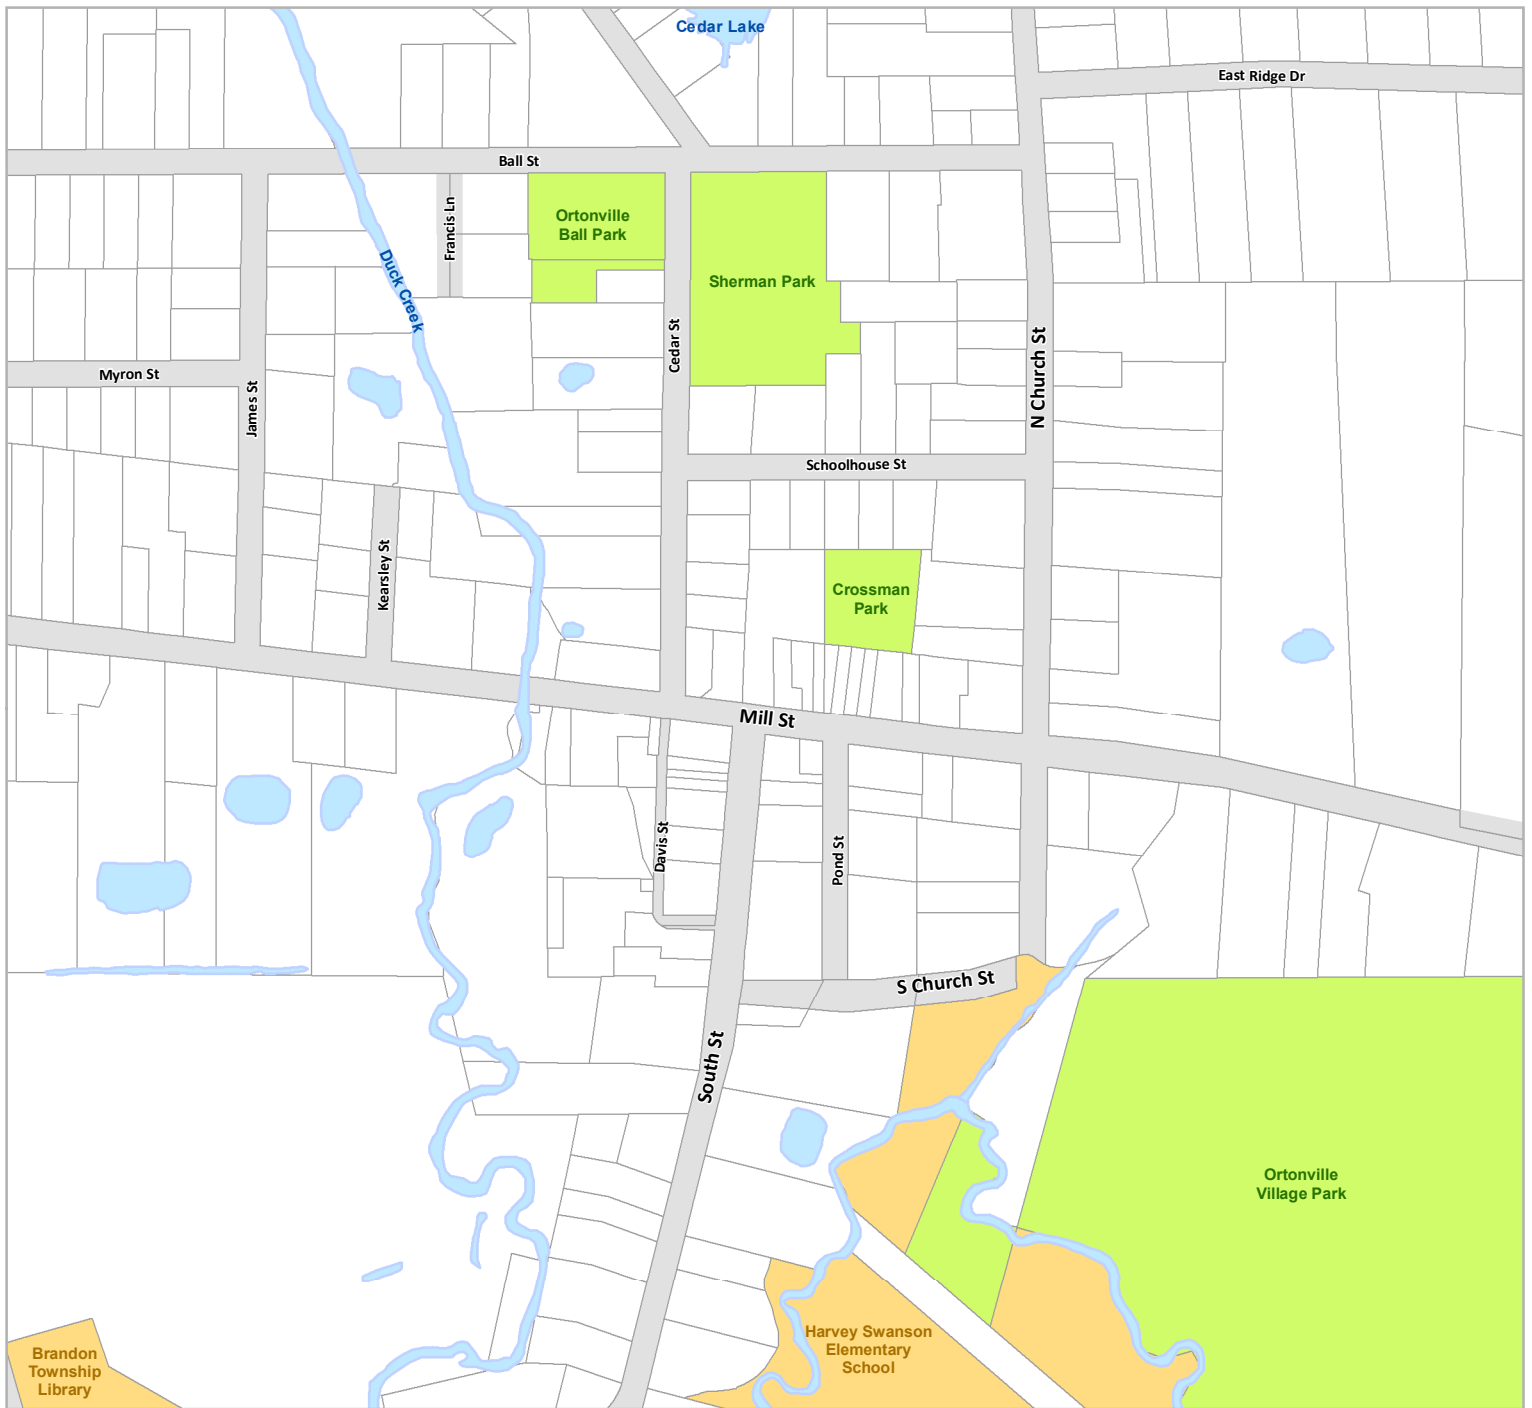 Cedar Lake
East Ridge Dr
Ball St
Francis Ln
Ortonville
Ball Park
Duck Creek
Sherman Park
Cedar St
N Church St
Myron St
James St
Schoolhouse St
Kearsley St
Crossman
Park
Mill St
Davis St
Pond St
S Church St
South St
Ortonville
Village Park
Harvey Swanson
Elementary
School
Brandon
Township
Library